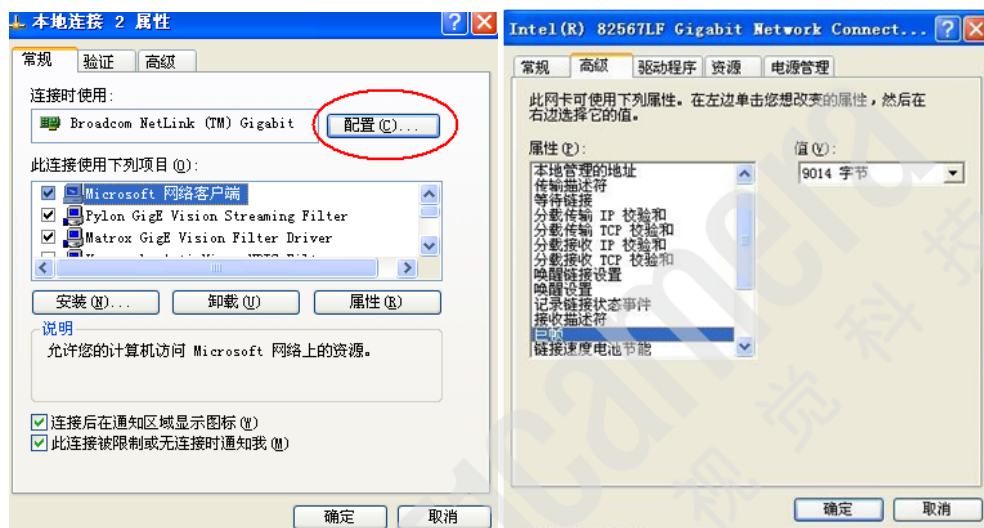 本地连接 2 属性
常规 验证 高级
连接时使用:
Broadcom NetLink (TM) Gigabit
配置(C)...
此连接使用下列项目(O):
Microsoft 网络客户端
Pylon GigE Vision Streaming Filter
Matrox GigE Vision Filter Driver
安装(N)... 卸载(U) 属性(R)
说明
允许您的计算机访问 Microsoft 网络上的资源。
连接后在通知区域显示图标(W)
此连接被限制或无连接时通知我(M)
确定 取消
Intel(R) 82567LF Gigabit Network Connect...
常规 高级 驱动程序 资源 电源管理
此网卡可使用下列属性。在左边单击您想改变的属性，然后在
右边选择它的值。
属性(P):
本地管理的地址
传输描述符
等待链接
分载传输 IP 校验和
分载传输 TCP 校验和
分载接收 IP 校验和
分载接收 TCP 校验和
唤醒链接设置
唤醒设置
记录链接状态事件
接收描述符
巨帧
链接速度电池节能
值(V):
9014 字节
确定 取消
camera
视觉科技